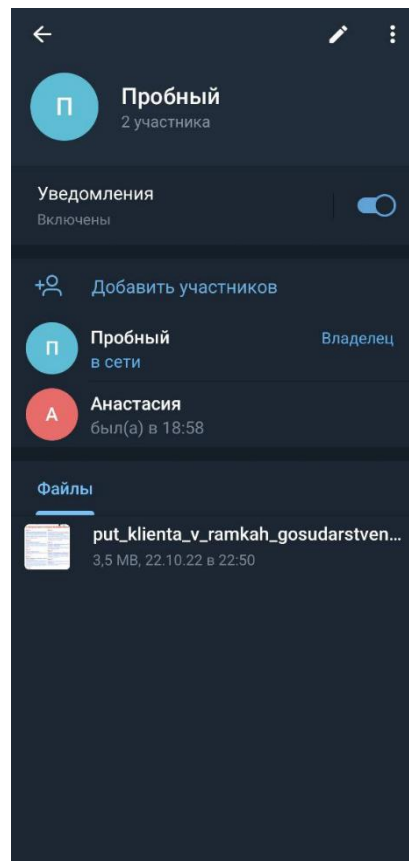 П
Пробный
2 участника
Уведомления
Включены
Добавить участников
П
Пробный
Владелец
в сети
А
Анастасия
был(а) в 18:58
Файлы
put_klienta_v_ramkah_gosudarstven...
3,5 MB, 22.10.22 в 22:50